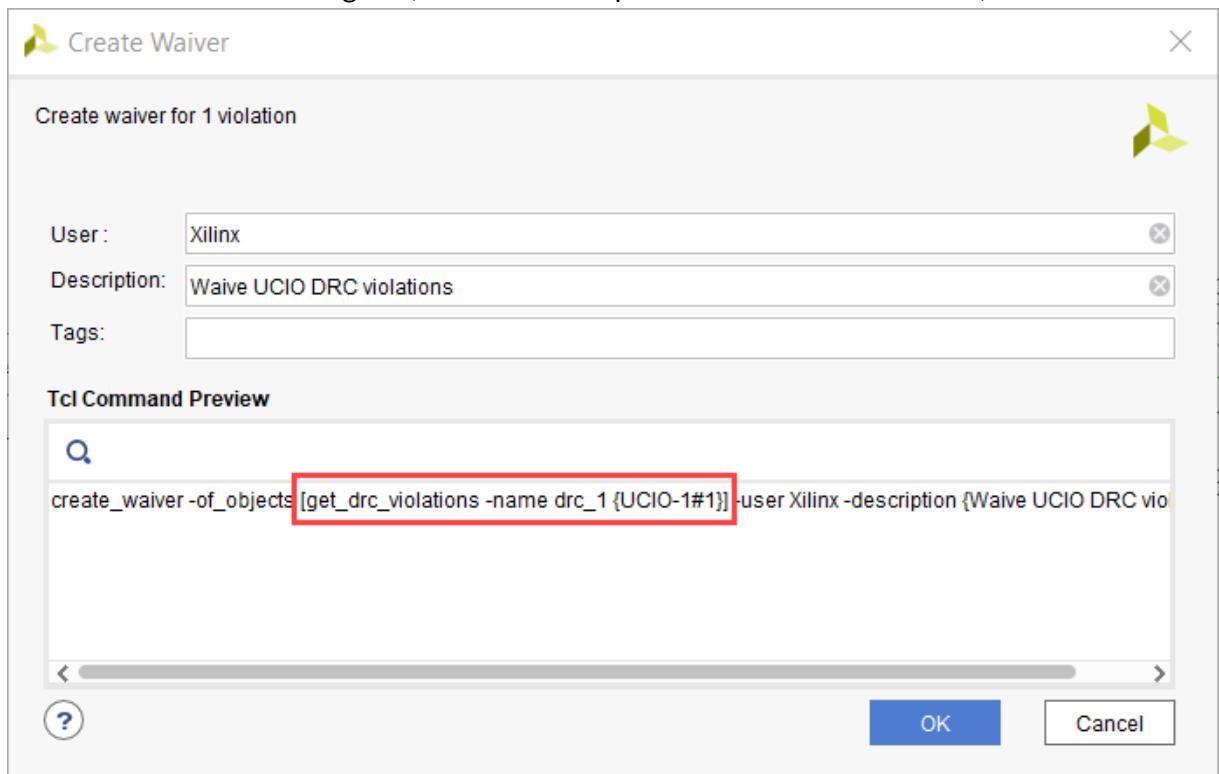 Create Waiver
Create waiver for 1 violation
User : Xilinx
Description: Waive UCIO DRC violations
Tags:
Tcl Command Preview
create_waiver -of_objects [get_drc_violations -name drc_1 {UCIO-1#1}] -user Xilinx -description {Waive UCIO DRC vio
?
OK Cancel